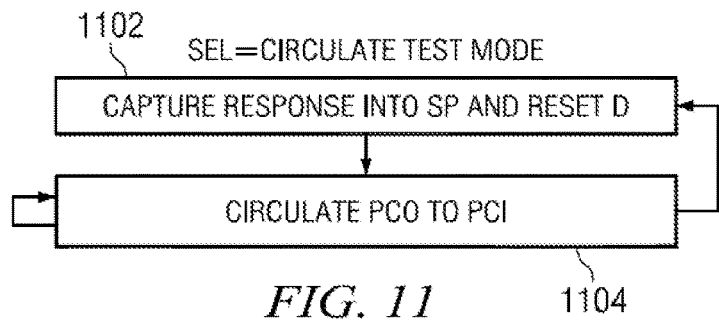 1102
SEL=CIRCULATE TEST MODE
CAPTURE RESPONSE INTO SP AND RESET D
CIRCULATE PCO TO PCI
FIG. 11
1104